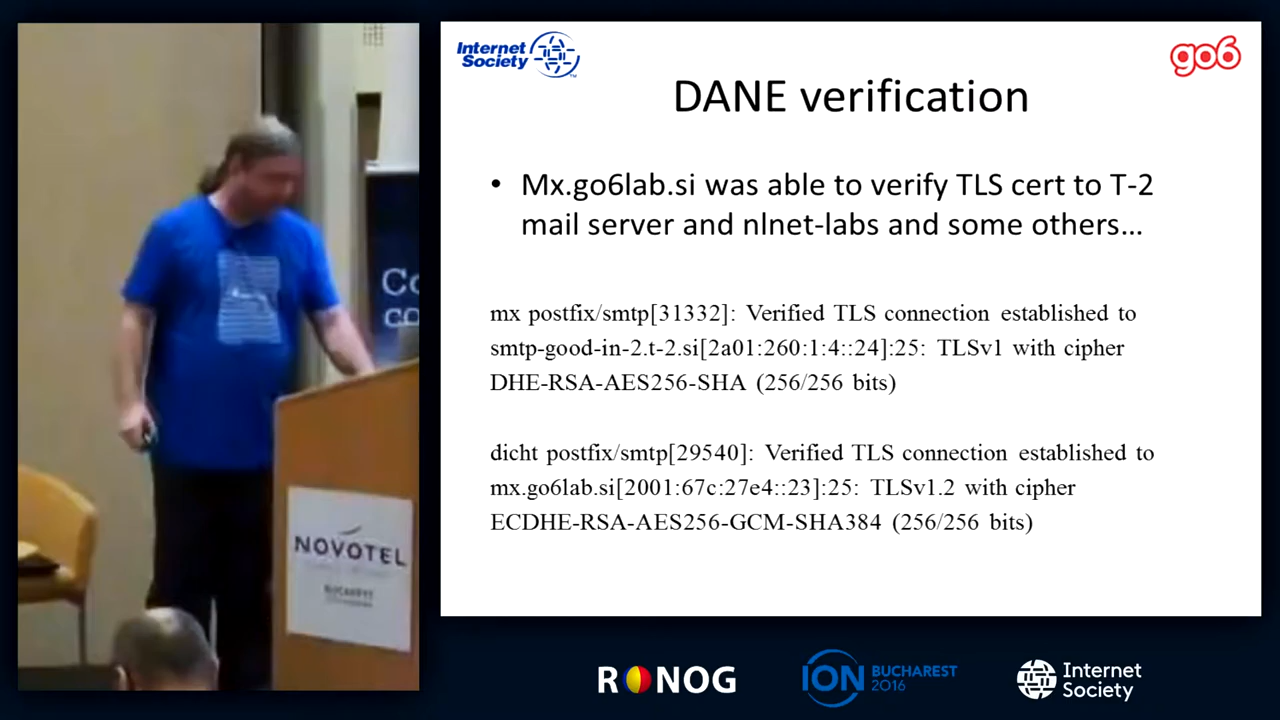 Internet
Society
go6
DANE verification
• Mx.go6lab.si was able to verify TLS cert to T-2
mail server and nlnet-labs and some others…
mx postfix/smtp[31332]: Verified TLS connection established to
smtp-good-in-2.t-2.si[2a01:260:1:4::24]:25: TLSv1 with cipher
DHE-RSA-AES256-SHA (256/256 bits)
dicht postfix/smtp[29540]: Verified TLS connection established to
mx.go6lab.si[2001:67c:27e4::23]:25: TLSv1.2 with cipher
ECDHE-RSA-AES256-GCM-SHA384 (256/256 bits)
NOVOTEL
BUCAREST
RONOG
ION BUCHAREST
2016
Internet
Society